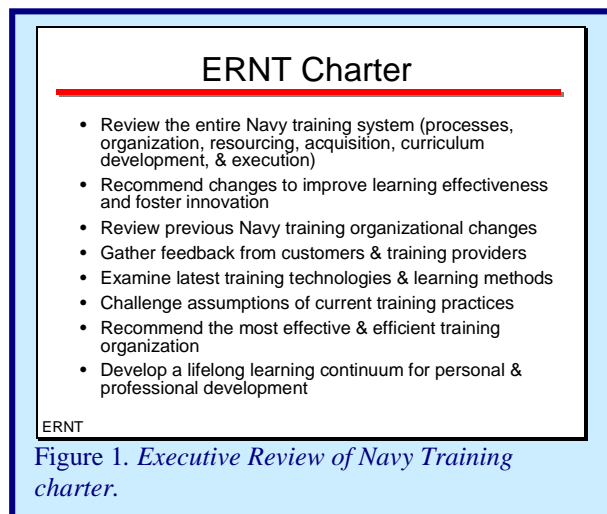 ERNT Charter
• Review the entire Navy training system (processes,
organization, resourcing, acquisition, curriculum
development, & execution)
• Recommend changes to improve learning effectiveness
and foster innovation
• Review previous Navy training organizational changes
• Gather feedback from customers & training providers
• Examine latest training technologies & learning methods
• Challenge assumptions of current training practices
• Recommend the most effective & efficient training
organization
• Develop a lifelong learning continuum for personal &
professional development
ERNT
Figure 1. Executive Review of Navy Training
charter.